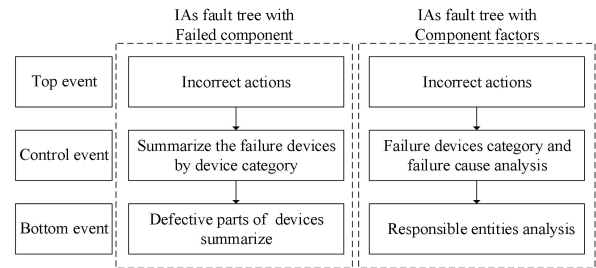 IAs fault tree with
Failed component
IAs fault tree with
Component factors
Top event
Incorrect actions
Incorrect actions
Control event
Summarize the failure devices
by device category
Failure devices category and
failure cause analysis
Bottom event
Defective parts of devices
summarize
Responsible entities analysis